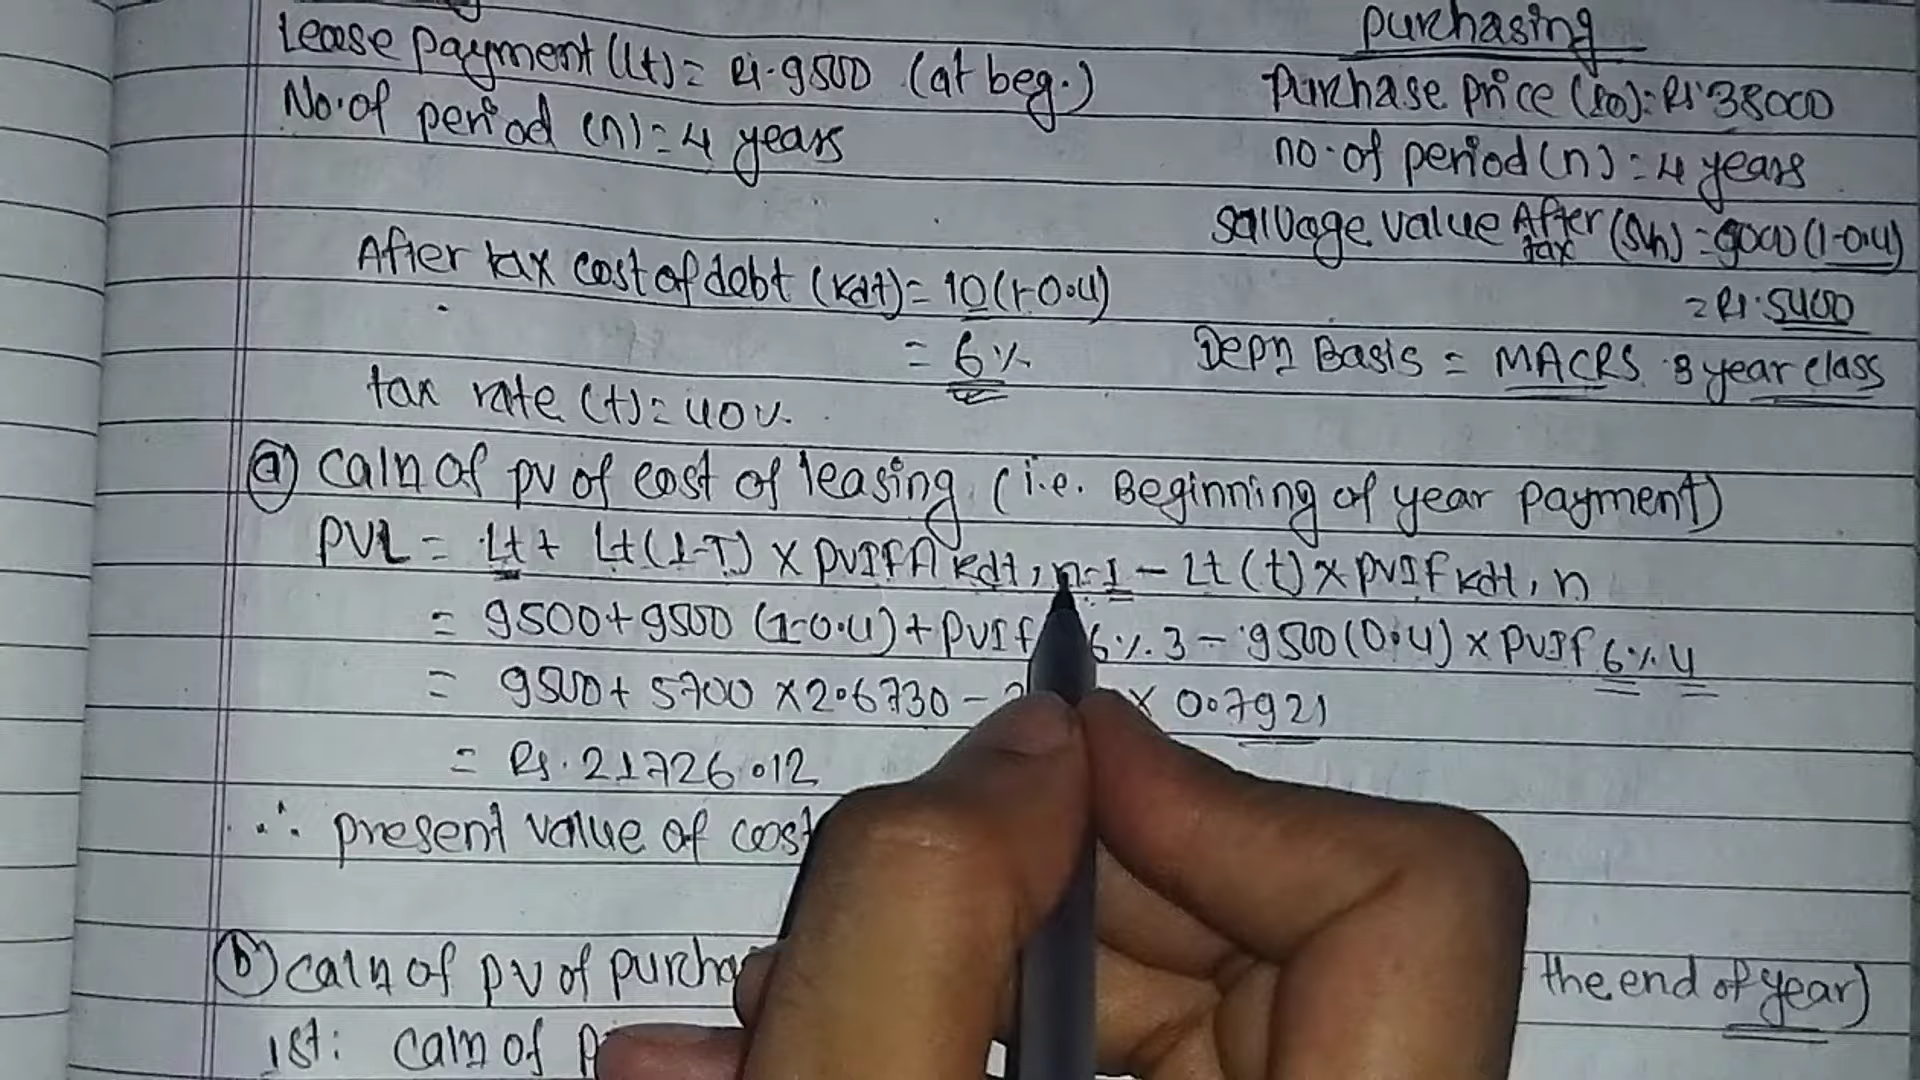 purchasing
Lease payment (Lt) = Rs. 9500 (at beg.)
purchase price (P0): Rs 38000
No. of period (n) = 4 years
no. of period (n) = 4 years
salvage value After tax (Svn) = 9000 (1-0.4)
After tax cost of debt (Kdt) = 10(1-0.4)
= Rs. 5400
= 6%
Depn Basis = MACRS 3 year class
tax rate (t) = 40%.
(a) caln of pv of cost of leasing (i.e. Beginning of year payment)
PVL = Lt + Lt (1-T) x PVIFA Kdt, n-1 - Lt (t) x PVIF Kdt, n
= 9500 + 9500 (1-0.4) + PVIF 6%. 3 - 9500 (0.4) x PVIF 6%. 4
= 9500 + 5700 x 2.6730 - x 0.7921
= Rs. 21726.12
∴ present value of cost
(b) caln of pv of purcha the end of year)
1st: caln of p